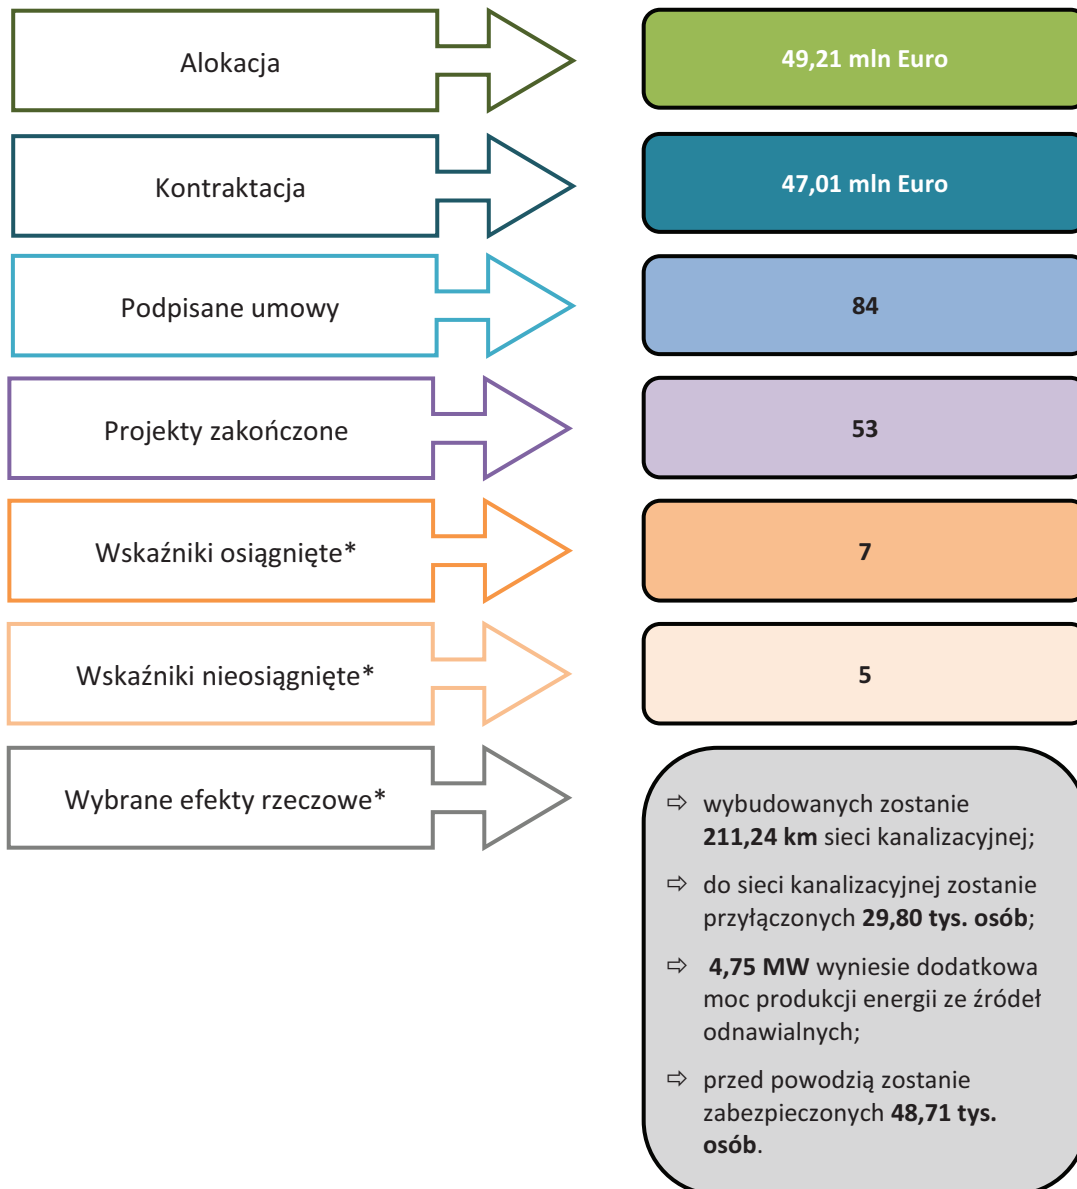 Alokacja
49,21 mln Euro
Kontraktacja
47,01 mln Euro
Podpisane umowy
84
Projekty zakończone
53
Wskaźniki osiągnięte*
7
Wskaźniki nieosiągnięte*
5
Wybrane efekty rzeczowe*
⇨ wybudowanych zostanie
211,24 km sieci kanalizacyjnej;
⇨ do sieci kanalizacyjnej zostanie
przyłączonych 29,80 tys. osób;
⇨ 4,75 MW wyniesie dodatkowa
moc produkcji energii ze źródeł
odnawialnych;
⇨ przed powodzią zostanie
zabezpieczonych 48,71 tys.
osób.